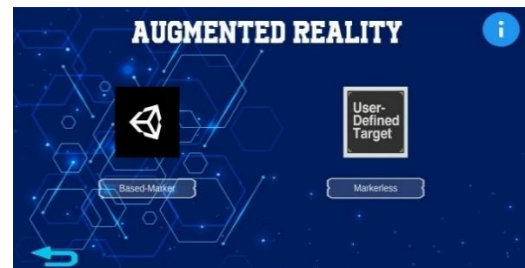 AUGMENTED REALITY
i
User-
Defined
Target
Based-Marker
Markerless